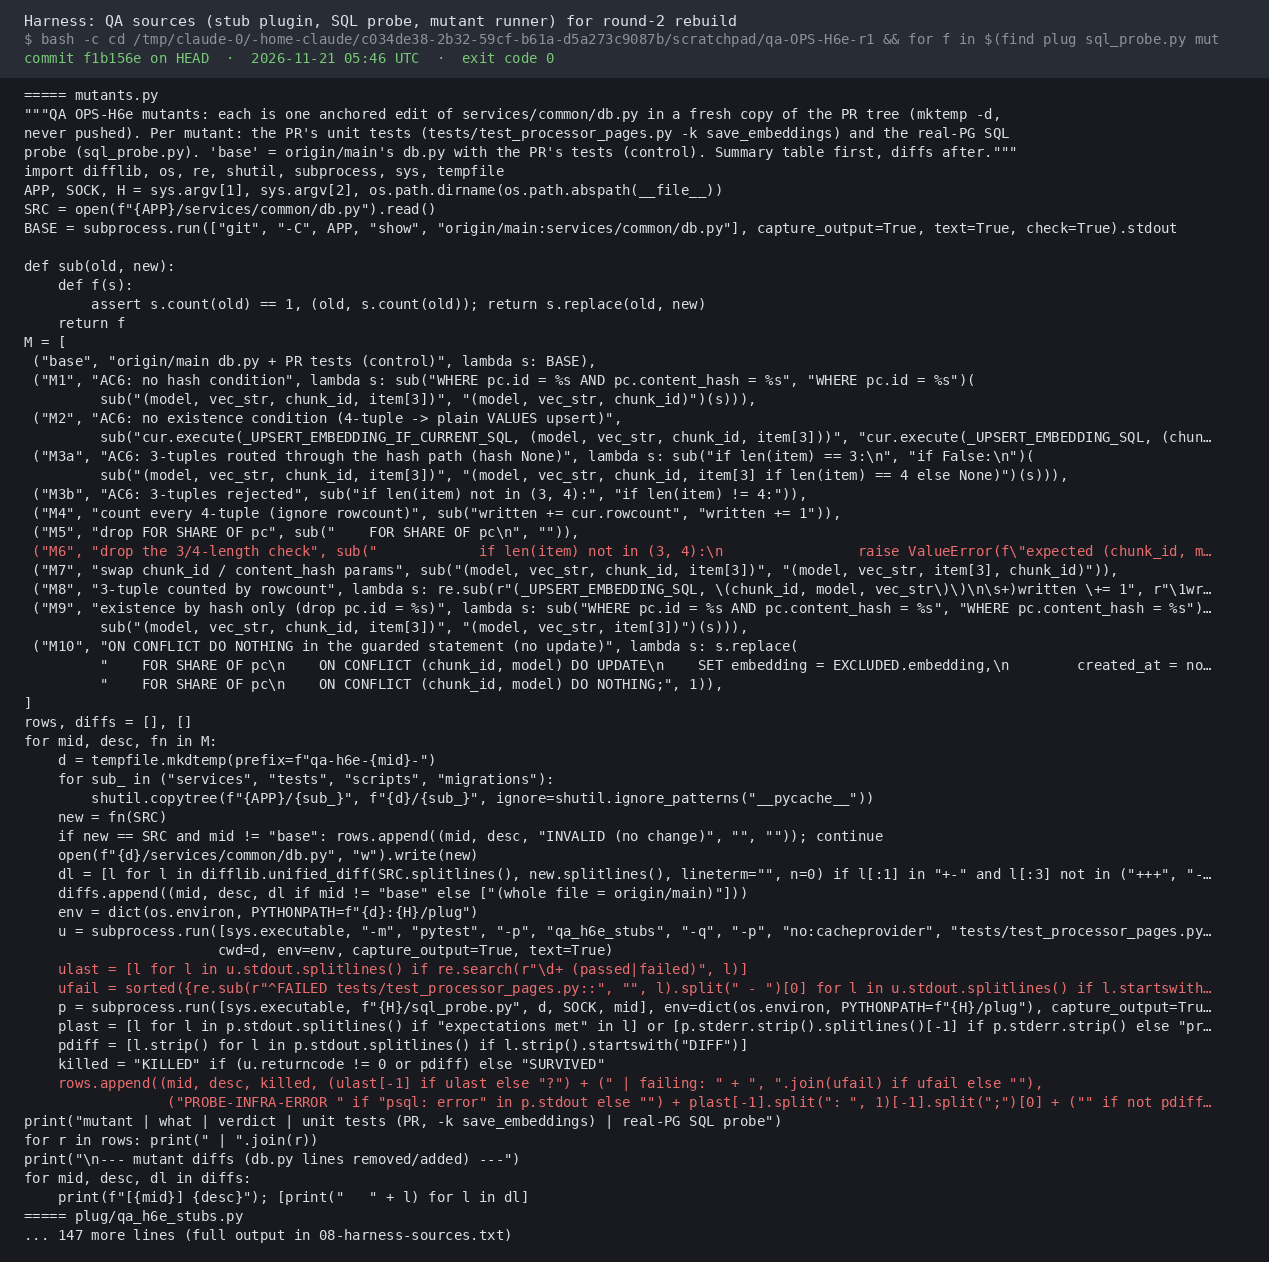 Harness: QA sources (stub plugin, SQL probe, mutant runner) for round-2 rebuild
$ bash -c cd /tmp/claude-0/-home-claude/c034de38-2b32-59cf-b61a-d5a273c9087b/scratchpad/qa-OPS-H6e-r1 && for f in $(find plug sql_probe.py mut
commit f1b156e on HEAD  ·  2026-11-21 05:46 UTC  ·  exit code 0
===== mutants.py
"""QA OPS-H6e mutants: each is one anchored edit of services/common/db.py in a fresh copy of the PR tree (mktemp -d,
never pushed). Per mutant: the PR's unit tests (tests/test_processor_pages.py -k save_embeddings) and the real-PG SQL
probe (sql_probe.py). 'base' = origin/main's db.py with the PR's tests (control). Summary table first, diffs after."""
import difflib, os, re, shutil, subprocess, sys, tempfile
APP, SOCK, H = sys.argv[1], sys.argv[2], os.path.dirname(os.path.abspath(__file__))
SRC = open(f"{APP}/services/common/db.py").read()
BASE = subprocess.run(["git", "-C", APP, "show", "origin/main:services/common/db.py"], capture_output=True, text=True, check=True).stdout

def sub(old, new):
    def f(s):
        assert s.count(old) == 1, (old, s.count(old)); return s.replace(old, new)
    return f
M = [
 ("base", "origin/main db.py + PR tests (control)", lambda s: BASE),
 ("M1", "AC6: no hash condition", lambda s: sub("WHERE pc.id = %s AND pc.content_hash = %s", "WHERE pc.id = %s")(
         sub("(model, vec_str, chunk_id, item[3])", "(model, vec_str, chunk_id)")(s))),
 ("M2", "AC6: no existence condition (4-tuple -> plain VALUES upsert)",
         sub("cur.execute(_UPSERT_EMBEDDING_IF_CURRENT_SQL, (model, vec_str, chunk_id, item[3]))", "cur.execute(_UPSERT_EMBEDDING_SQL, (chun…
 ("M3a", "AC6: 3-tuples routed through the hash path (hash None)", lambda s: sub("if len(item) == 3:\n", "if False:\n")(
         sub("(model, vec_str, chunk_id, item[3])", "(model, vec_str, chunk_id, item[3] if len(item) == 4 else None)")(s))),
 ("M3b", "AC6: 3-tuples rejected", sub("if len(item) not in (3, 4):", "if len(item) != 4:")),
 ("M4", "count every 4-tuple (ignore rowcount)", sub("written += cur.rowcount", "written += 1")),
 ("M5", "drop FOR SHARE OF pc", sub("    FOR SHARE OF pc\n", "")),
 ("M6", "drop the 3/4-length check", sub("            if len(item) not in (3, 4):\n                raise ValueError(f\"expected (chunk_id, m…
 ("M7", "swap chunk_id / content_hash params", sub("(model, vec_str, chunk_id, item[3])", "(model, vec_str, item[3], chunk_id)")),
 ("M8", "3-tuple counted by rowcount", lambda s: re.sub(r"(_UPSERT_EMBEDDING_SQL, \(chunk_id, model, vec_str\)\)\n\s+)written \+= 1", r"\1wr…
 ("M9", "existence by hash only (drop pc.id = %s)", lambda s: sub("WHERE pc.id = %s AND pc.content_hash = %s", "WHERE pc.content_hash = %s")…
         sub("(model, vec_str, chunk_id, item[3])", "(model, vec_str, item[3])")(s))),
 ("M10", "ON CONFLICT DO NOTHING in the guarded statement (no update)", lambda s: s.replace(
         "    FOR SHARE OF pc\n    ON CONFLICT (chunk_id, model) DO UPDATE\n    SET embedding = EXCLUDED.embedding,\n        created_at = no…
         "    FOR SHARE OF pc\n    ON CONFLICT (chunk_id, model) DO NOTHING;", 1)),
]
rows, diffs = [], []
for mid, desc, fn in M:
    d = tempfile.mkdtemp(prefix=f"qa-h6e-{mid}-")
    for sub_ in ("services", "tests", "scripts", "migrations"):
        shutil.copytree(f"{APP}/{sub_}", f"{d}/{sub_}", ignore=shutil.ignore_patterns("__pycache__"))
    new = fn(SRC)
    if new == SRC and mid != "base": rows.append((mid, desc, "INVALID (no change)", "", "")); continue
    open(f"{d}/services/common/db.py", "w").write(new)
    dl = [l for l in difflib.unified_diff(SRC.splitlines(), new.splitlines(), lineterm="", n=0) if l[:1] in "+-" and l[:3] not in ("+++", "-…
    diffs.append((mid, desc, dl if mid != "base" else ["(whole file = origin/main)"]))
    env = dict(os.environ, PYTHONPATH=f"{d}:{H}/plug")
    u = subprocess.run([sys.executable, "-m", "pytest", "-p", "qa_h6e_stubs", "-q", "-p", "no:cacheprovider", "tests/test_processor_pages.py…
                       cwd=d, env=env, capture_output=True, text=True)
    ulast = [l for l in u.stdout.splitlines() if re.search(r"\d+ (passed|failed)", l)]
    ufail = sorted({re.sub(r"^FAILED tests/test_processor_pages.py::", "", l).split(" - ")[0] for l in u.stdout.splitlines() if l.startswith…
    p = subprocess.run([sys.executable, f"{H}/sql_probe.py", d, SOCK, mid], env=dict(os.environ, PYTHONPATH=f"{H}/plug"), capture_output=Tru…
    plast = [l for l in p.stdout.splitlines() if "expectations met" in l] or [p.stderr.strip().splitlines()[-1] if p.stderr.strip() else "pr…
    pdiff = [l.strip() for l in p.stdout.splitlines() if l.strip().startswith("DIFF")]
    killed = "KILLED" if (u.returncode != 0 or pdiff) else "SURVIVED"
    rows.append((mid, desc, killed, (ulast[-1] if ulast else "?") + (" | failing: " + ", ".join(ufail) if ufail else ""),
                 ("PROBE-INFRA-ERROR " if "psql: error" in p.stdout else "") + plast[-1].split(": ", 1)[-1].split(";")[0] + ("" if not pdiff…
print("mutant | what | verdict | unit tests (PR, -k save_embeddings) | real-PG SQL probe")
for r in rows: print(" | ".join(r))
print("\n--- mutant diffs (db.py lines removed/added) ---")
for mid, desc, dl in diffs:
    print(f"[{mid}] {desc}"); [print("   " + l) for l in dl]
===== plug/qa_h6e_stubs.py
... 147 more lines (full output in 08-harness-sources.txt)